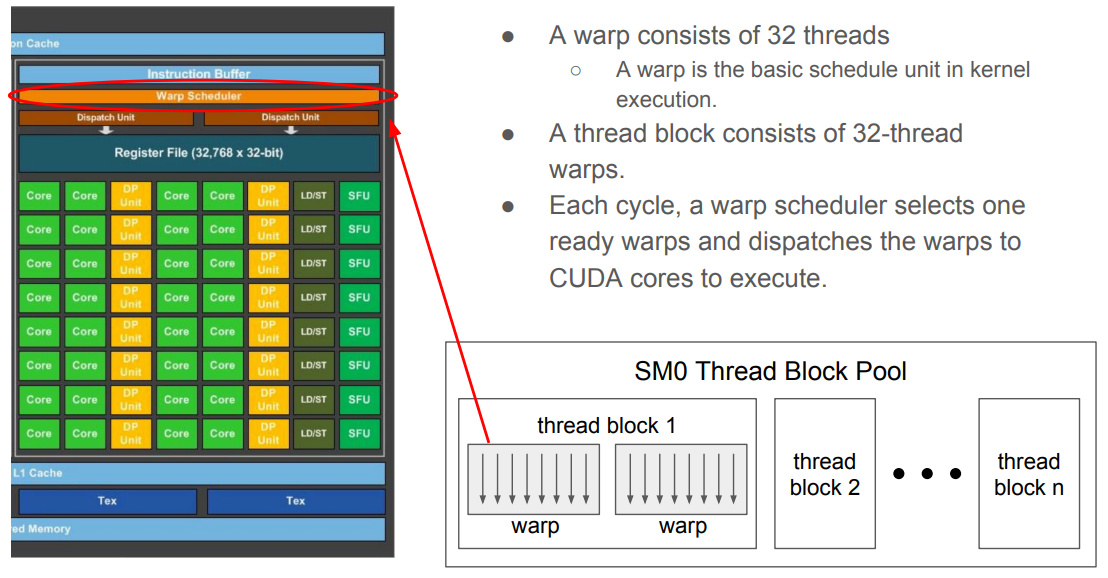 on Cache
Instruction Buffer
Warp Scheduler
Dispatch Unit Dispatch Unit
Register File (32,768 x 32-bit)
Core Core DP Unit Core Core DP Unit LD/ST SFU
Core Core DP Unit Core Core DP Unit LD/ST SFU
Core Core DP Unit Core Core DP Unit LD/ST SFU
Core Core DP Unit Core Core DP Unit LD/ST SFU
Core Core DP Unit Core Core DP Unit LD/ST SFU
Core Core DP Unit Core Core DP Unit LD/ST SFU
Core Core DP Unit Core Core DP Unit LD/ST SFU
Core Core DP Unit Core Core DP Unit LD/ST SFU
L1 Cache
Tex Tex
ed Memory
● A warp consists of 32 threads
○ A warp is the basic schedule unit in kernel
execution.
● A thread block consists of 32-thread
warps.
● Each cycle, a warp scheduler selects one
ready warps and dispatches the warps to
CUDA cores to execute.
SM0 Thread Block Pool
thread block 1
warp warp
thread
block 2
thread
block n